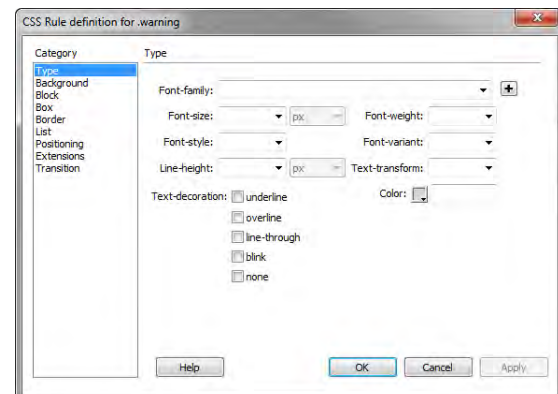 CSS Rule definition for .warning
Category
Type
Type
Background
Block
Box
Border
List
Positioning
Extensions
Transition
Font-family:
Font-size: px Font-weight:
Font-style: Font-variant:
Line-height: px Text-transform:
Text-decoration: underline Color:
overline
line-through
blink
none
Help OK Cancel Apply